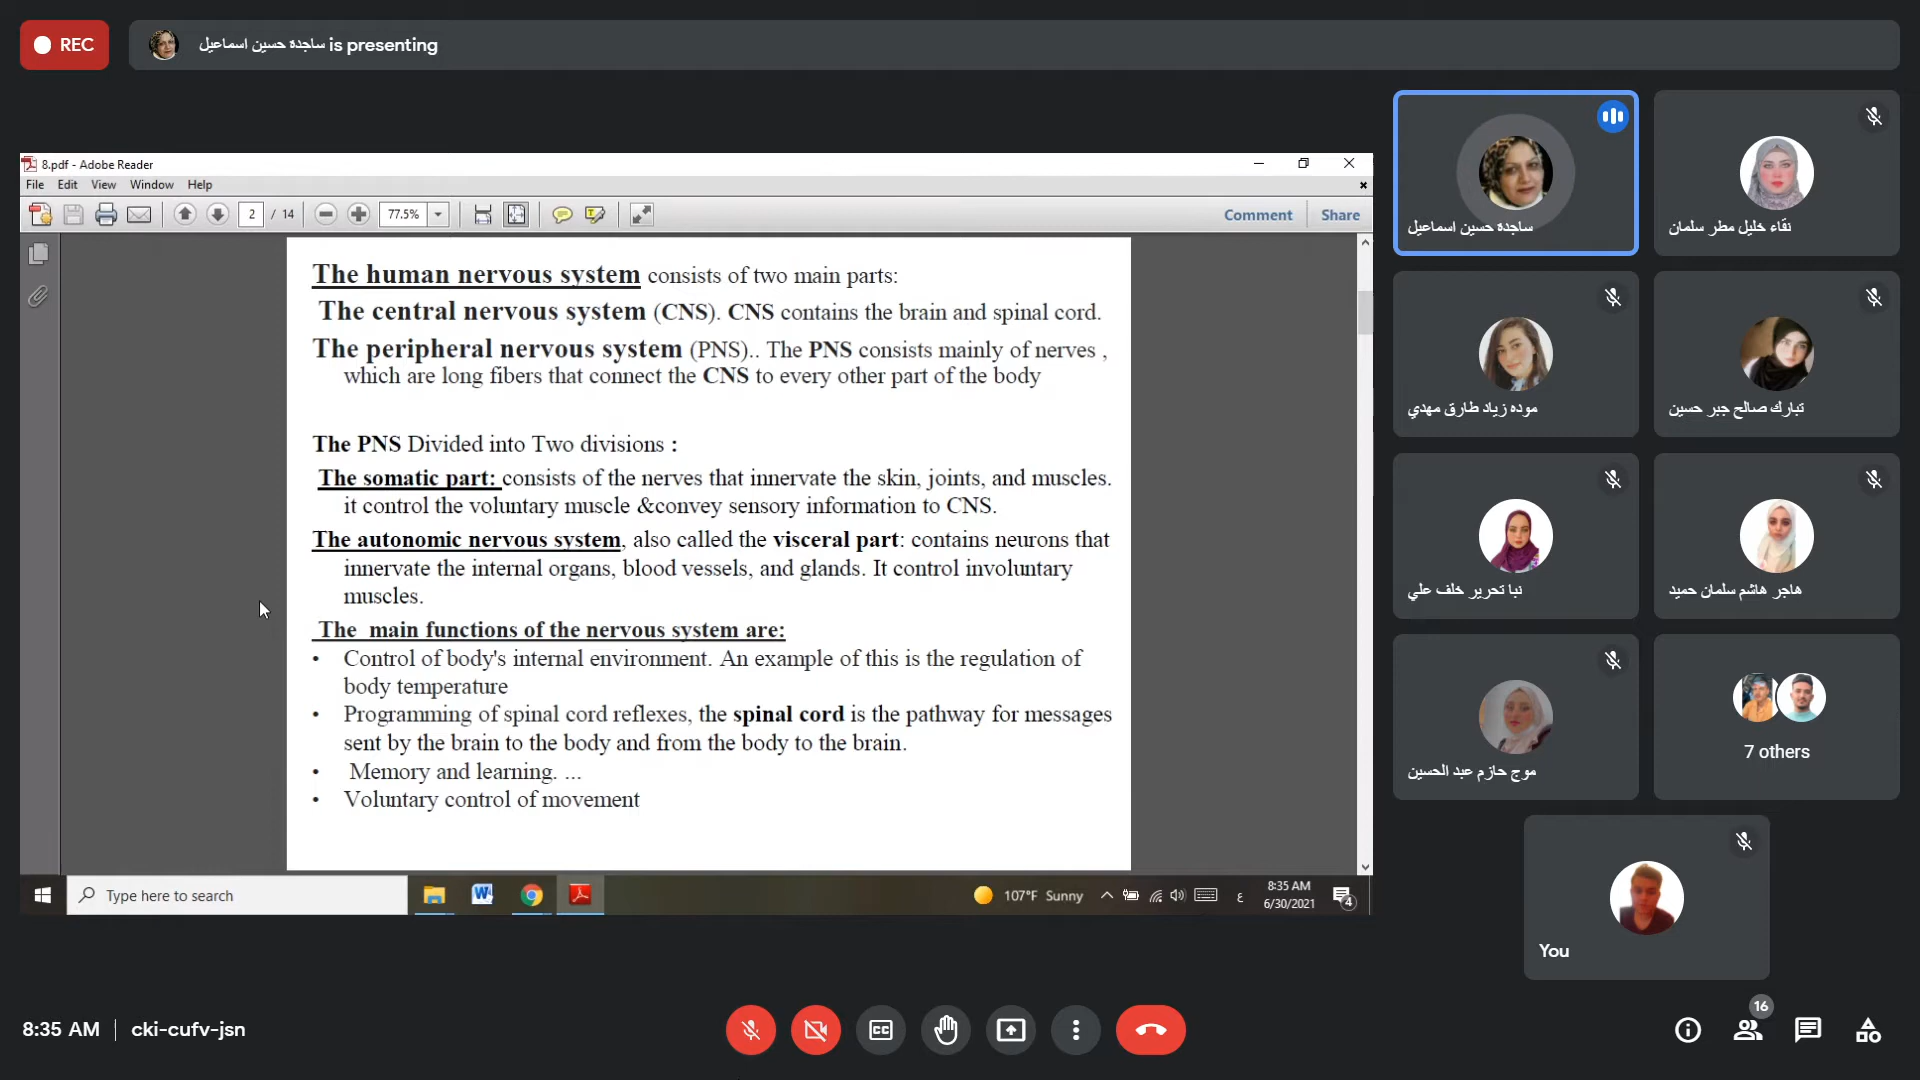 REC
ساجدة حسين اسماعيل is presenting
8.pdf - Adobe Reader
File Edit View Window Help
2 / 14 77.5% Comment Share
The human nervous system consists of two main parts:
The central nervous system (CNS). CNS contains the brain and spinal cord.
The peripheral nervous system (PNS).. The PNS consists mainly of nerves ,
which are long fibers that connect the CNS to every other part of the body
The PNS Divided into Two divisions :
The somatic part: consists of the nerves that innervate the skin, joints, and muscles.
it control the voluntary muscle &convey sensory information to CNS.
The autonomic nervous system, also called the visceral part: contains neurons that
innervate the internal organs, blood vessels, and glands. It control involuntary
muscles.
The main functions of the nervous system are:
• Control of body's internal environment. An example of this is the regulation of
body temperature
• Programming of spinal cord reflexes, the spinal cord is the pathway for messages
sent by the brain to the body and from the body to the brain.
• Memory and learning. ...
• Voluntary control of movement
Type here to search
107°F Sunny
ع
8:35 AM
6/30/2021
4
ساجدة حسين اسماعيل
نقاء خليل مطر سلمان
موده زياد طارق مهدي
تبارك صالح جبر حسين
نبا تحرير خلف علي
هاجر هاشم سلمان حميد
موج حازم عبد الحسين
7 others
You
8:35 AM | cki-cufv-jsn
CC
16